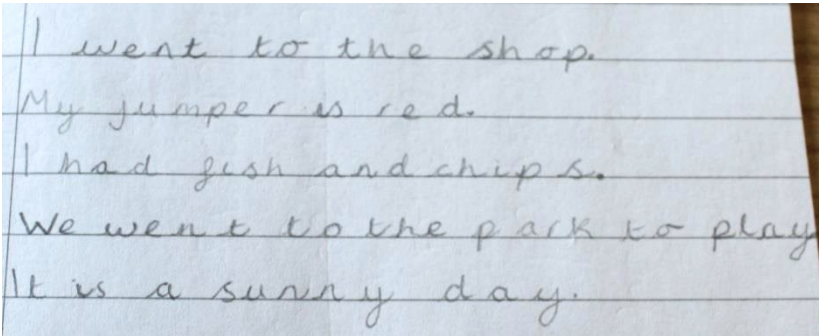 I went to the shop.
My jumper is red.
I had fish and chips.
We went to the park to play
It is a sunny day.